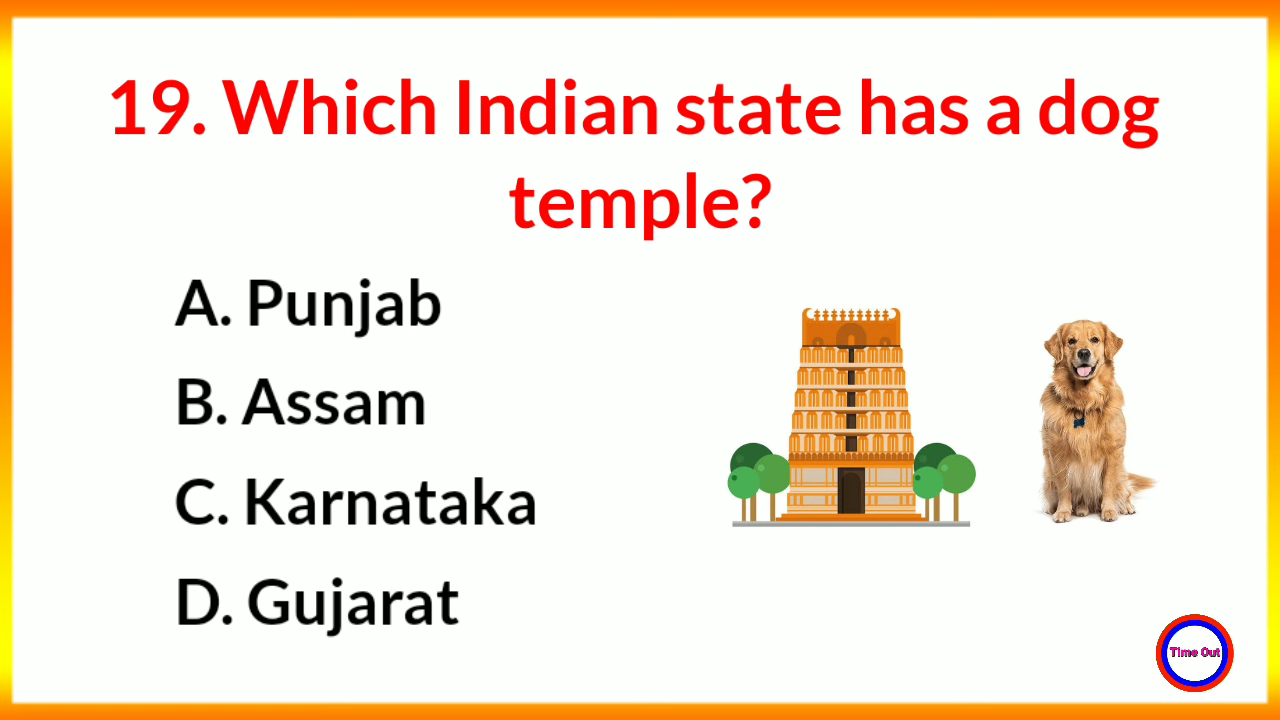 19. Which Indian state has a dog
temple?
A. Punjab
B. Assam
C. Karnataka
D. Gujarat
Time Out